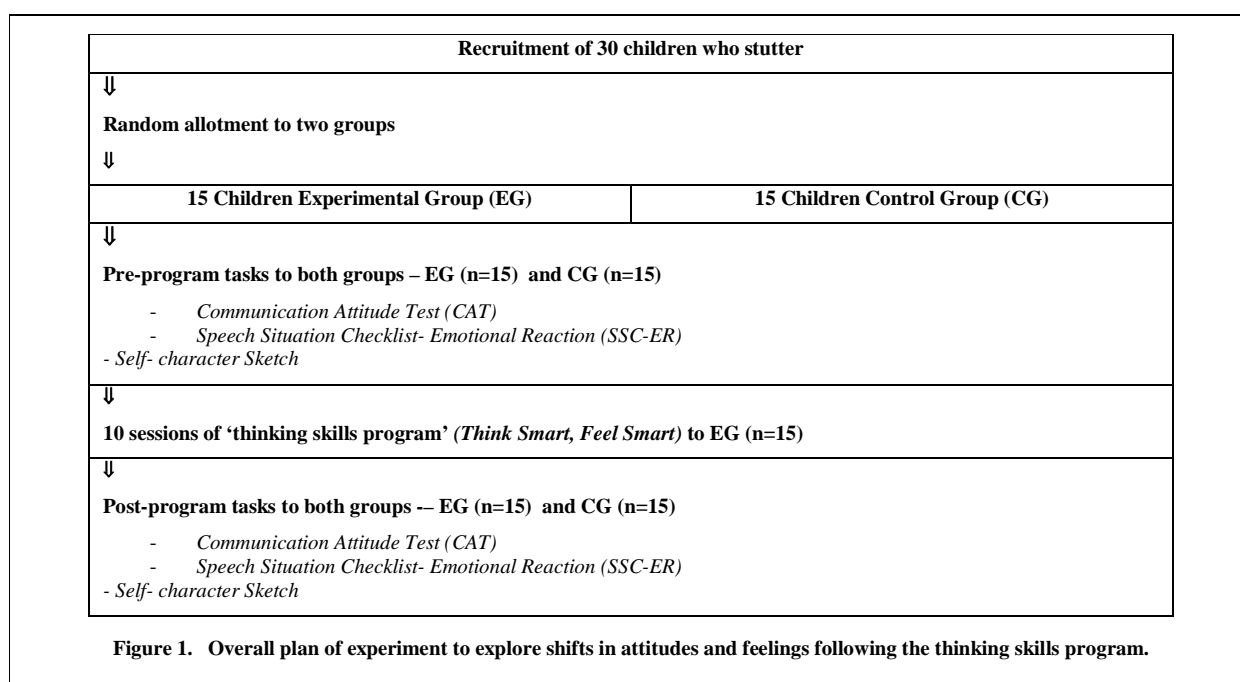 Recruitment of 30 children who stutter
⇓
Random allotment to two groups
⇓
15 Children Experimental Group (EG)
15 Children Control Group (CG)
⇓
Pre-program tasks to both groups – EG (n=15) and CG (n=15)
- Communication Attitude Test (CAT)
- Speech Situation Checklist- Emotional Reaction (SSC-ER)
- Self- character Sketch
⇓
10 sessions of ‘thinking skills program’ (Think Smart, Feel Smart) to EG (n=15)
⇓
Post-program tasks to both groups -– EG (n=15) and CG (n=15)
- Communication Attitude Test (CAT)
- Speech Situation Checklist- Emotional Reaction (SSC-ER)
- Self- character Sketch
Figure 1. Overall plan of experiment to explore shifts in attitudes and feelings following the thinking skills program.